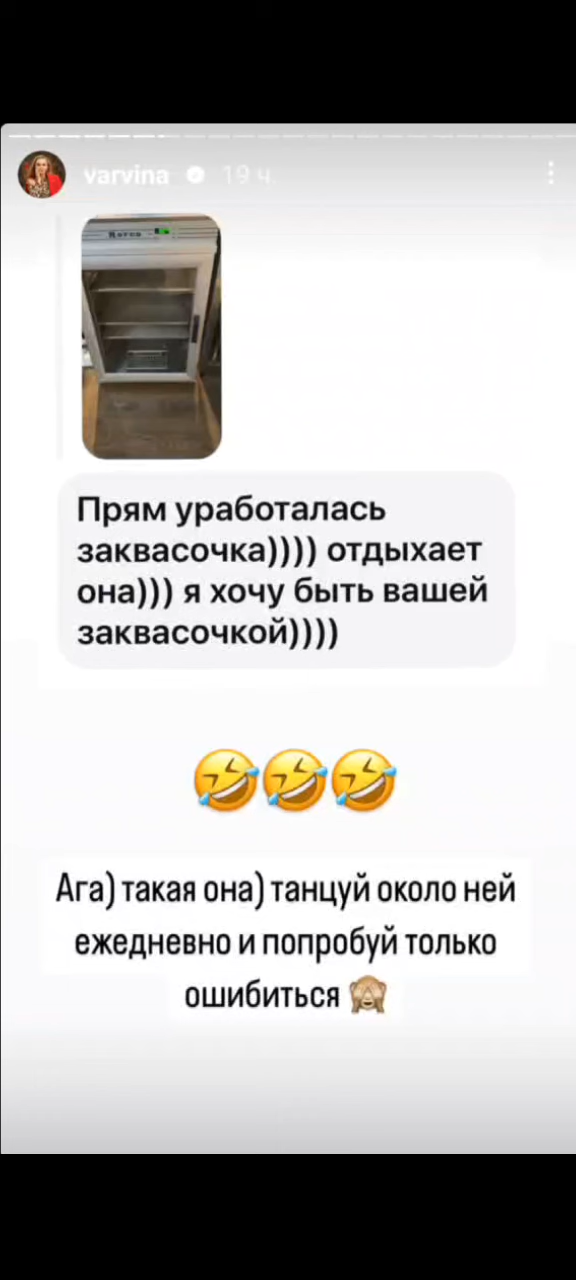 varvina 19 ч.
Прям уработалась
заквасочка)))) отдыхает
она))) я хочу быть вашей
заквасочкой))))
🤣🤣🤣
Ага) такая она) танцуй около ней
ежедневно и попробуй только
ошибиться 🙈